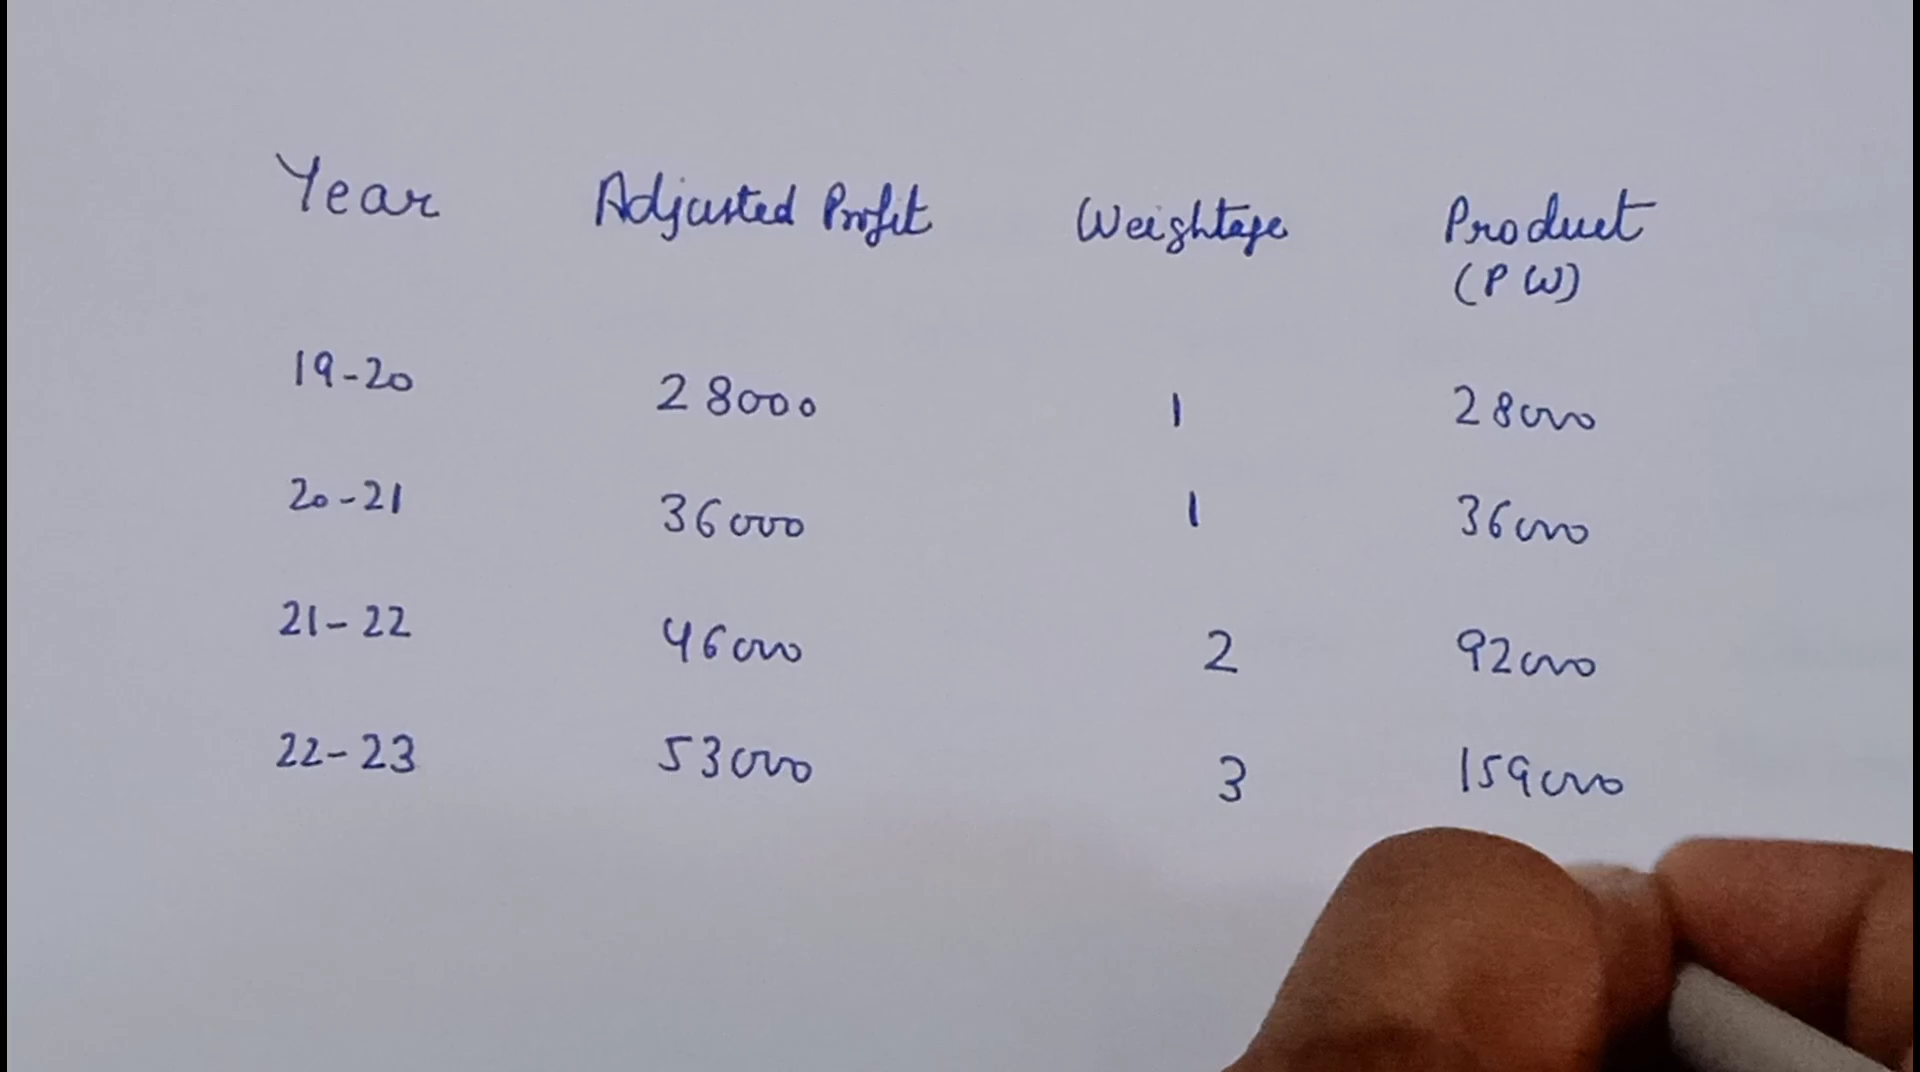 Year Adjusted Profit Weightage Product
(PW)
19-20 28000 1 28000
20-21 36000 1 36000
21-22 46000 2 92000
22-23 53000 3 159000